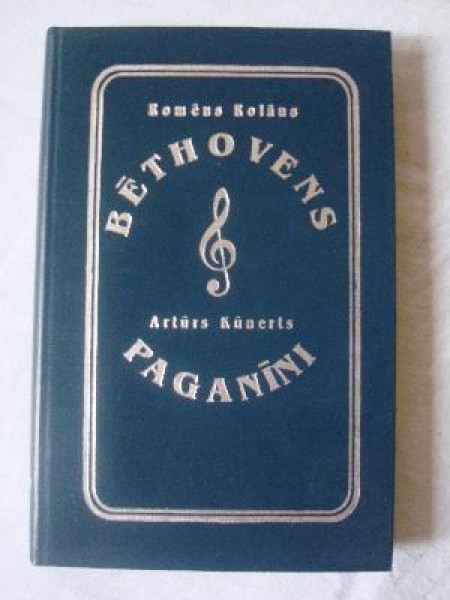 Romēns Rolāns
BĒTHOVENS
Artūrs Kūnerts
PAGANĪNI